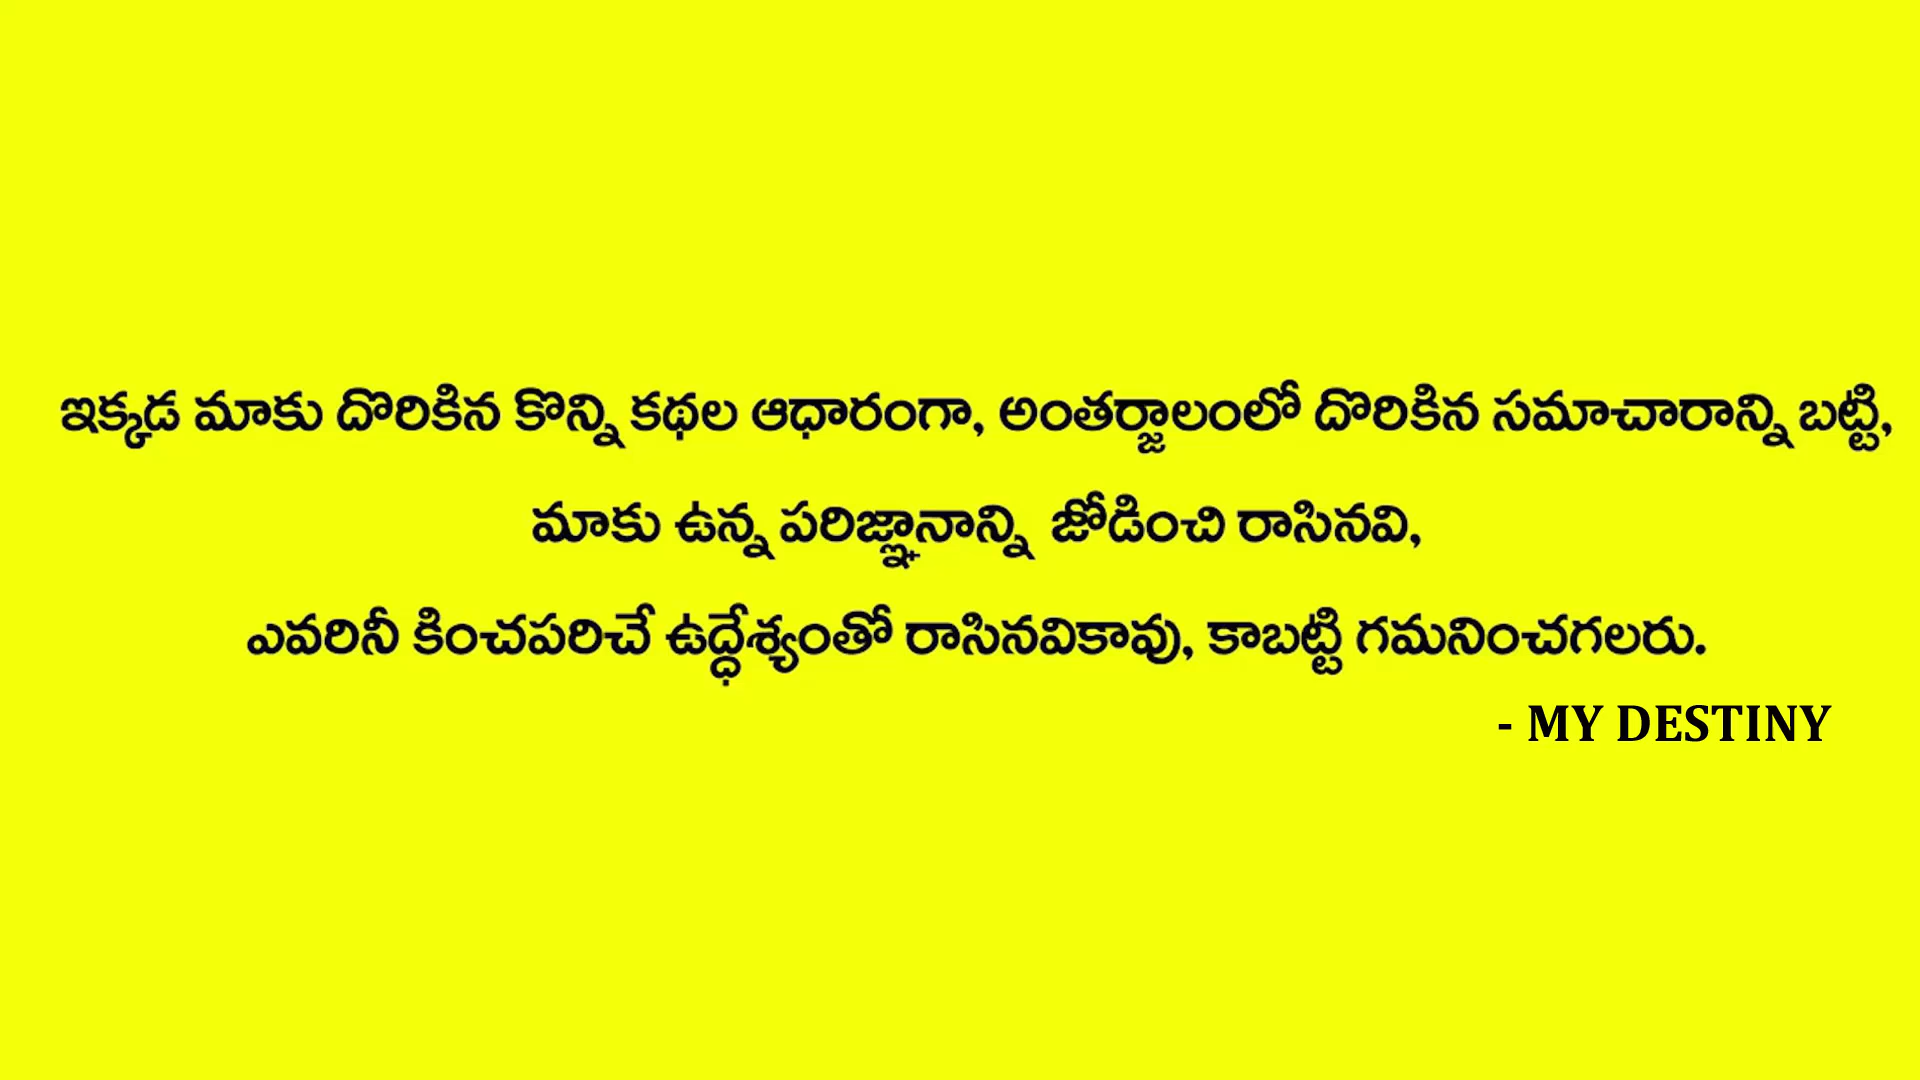 ఇక్కడ మాకు దొరికిన కొన్ని కథల ఆధారంగా, అంతర్జాలంలో దొరికిన సమాచారాన్ని బట్టి,
మాకు ఉన్న పరిజ్ఞానాన్ని జోడించి రాసినవి,
ఎవరినీ కించపరిచే ఉద్ధేశ్యంతో రాసినవికావు, కాబట్టి గమనించగలరు.
- MY DESTINY